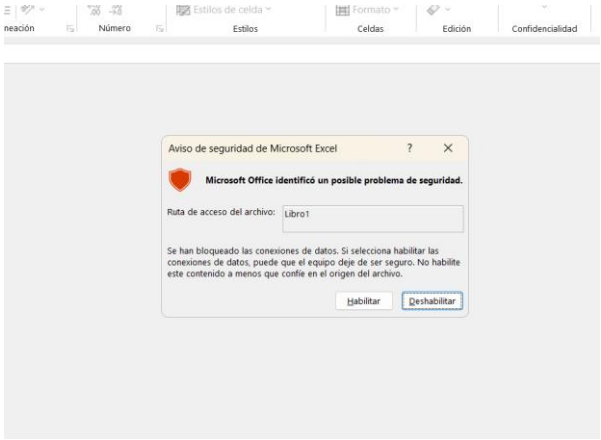 Estilos de celda
Formato
neación
Número
Estilos
Celdas
Edición
Confidencialidad
Aviso de seguridad de Microsoft Excel
?
Microsoft Office identificó un posible problema de seguridad.
Ruta de acceso del archivo:
Libro1
Se han bloqueado las conexiones de datos. Si selecciona habilitar las
conexiones de datos, puede que el equipo deje de ser seguro. No habilite
este contenido a menos que confíe en el origen del archivo.
Habilitar
Deshabilitar